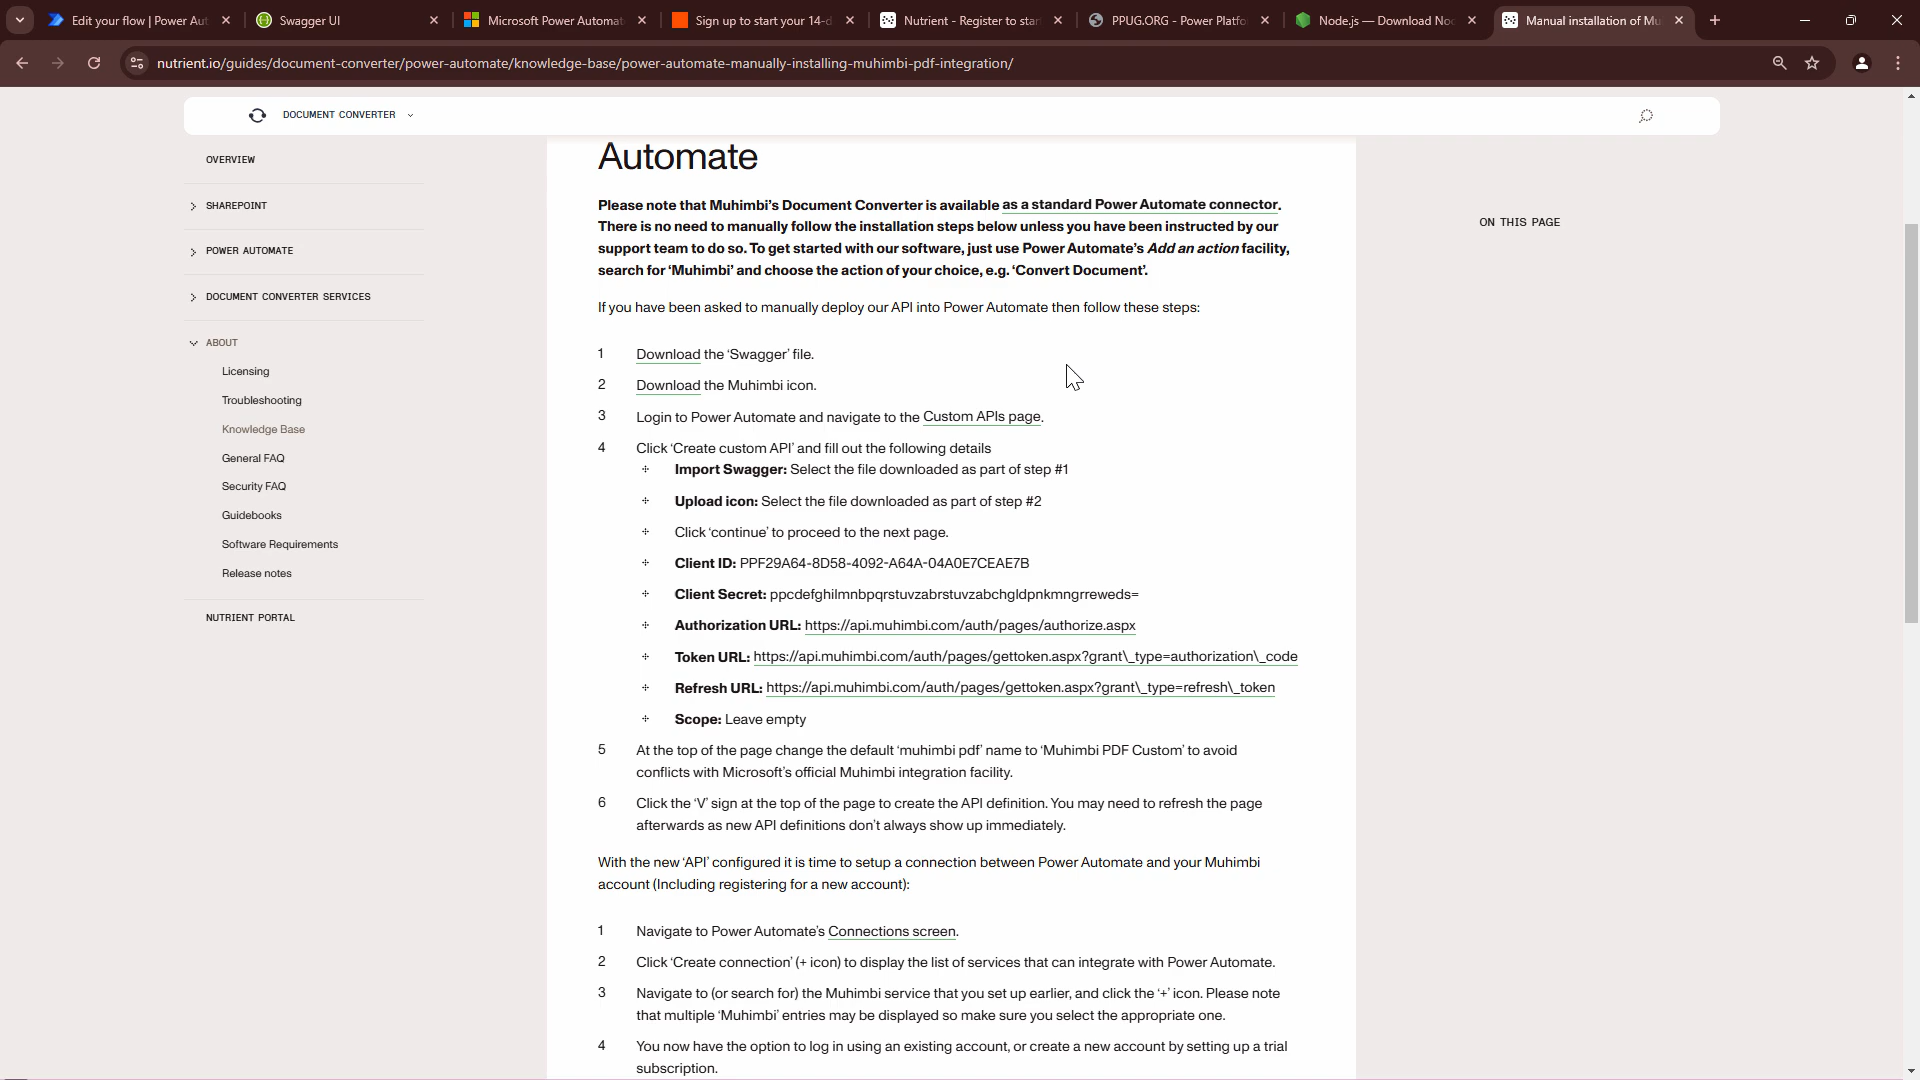 Edit your flow | Power Aut
Swagger UI
Microsoft Power Automate
Sign up to start your 14-d
Nutrient - Register to star
PPUG.ORG - Power Platfo
Node.js — Download Noc
Manual installation of Mu
nutrient.io/guides/document-converter/power-automate/knowledge-base/power-automate-manually-installing-muhimbi-pdf-integration/
DOCUMENT CONVERTER
OVERVIEW
SHAREPOINT
POWER AUTOMATE
DOCUMENT CONVERTER SERVICES
ABOUT
Licensing
Troubleshooting
Knowledge Base
General FAQ
Security FAQ
Guidebooks
Software Requirements
Release notes
NUTRIENT PORTAL
Automate
Please note that Muhimbi’s Document Converter is available as a standard Power Automate connector.
There is no need to manually follow the installation steps below unless you have been instructed by our
support team to do so. To get started with our software, just use Power Automate’s Add an action facility,
search for ‘Muhimbi’ and choose the action of your choice, e.g. ‘Convert Document’.
If you have been asked to manually deploy our API into Power Automate then follow these steps:
1 Download the ‘Swagger’ file.
2 Download the Muhimbi icon.
3 Login to Power Automate and navigate to the Custom APIs page.
4 Click ‘Create custom API’ and fill out the following details
Import Swagger: Select the file downloaded as part of step #1
Upload icon: Select the file downloaded as part of step #2
Click ‘continue’ to proceed to the next page.
Client ID: PPF29A64-8D58-4092-A64A-04A0E7CEAE7B
Client Secret: ppcdefghilmnbpqrstuvzabrstuvzabchgldpnkmngrreweds=
Authorization URL: https://api.muhimbi.com/auth/pages/authorize.aspx
Token URL: https://api.muhimbi.com/auth/pages/gettoken.aspx?grant\_type=authorization\_code
Refresh URL: https://api.muhimbi.com/auth/pages/gettoken.aspx?grant\_type=refresh\_token
Scope: Leave empty
5 At the top of the page change the default ‘muhimbi pdf’ name to ‘Muhimbi PDF Custom’ to avoid
conflicts with Microsoft’s official Muhimbi integration facility.
6 Click the ‘V’ sign at the top of the page to create the API definition. You may need to refresh the page
afterwards as new API definitions don’t always show up immediately.
With the new ‘API’ configured it is time to setup a connection between Power Automate and your Muhimbi
account (Including registering for a new account):
1 Navigate to Power Automate’s Connections screen.
2 Click ‘Create connection’ (+ icon) to display the list of services that can integrate with Power Automate.
3 Navigate to (or search for) the Muhimbi service that you set up earlier, and click the ‘+’ icon. Please note
that multiple ‘Muhimbi’ entries may be displayed so make sure you select the appropriate one.
4 You now have the option to log in using an existing account, or create a new account by setting up a trial
subscription.
ON THIS PAGE